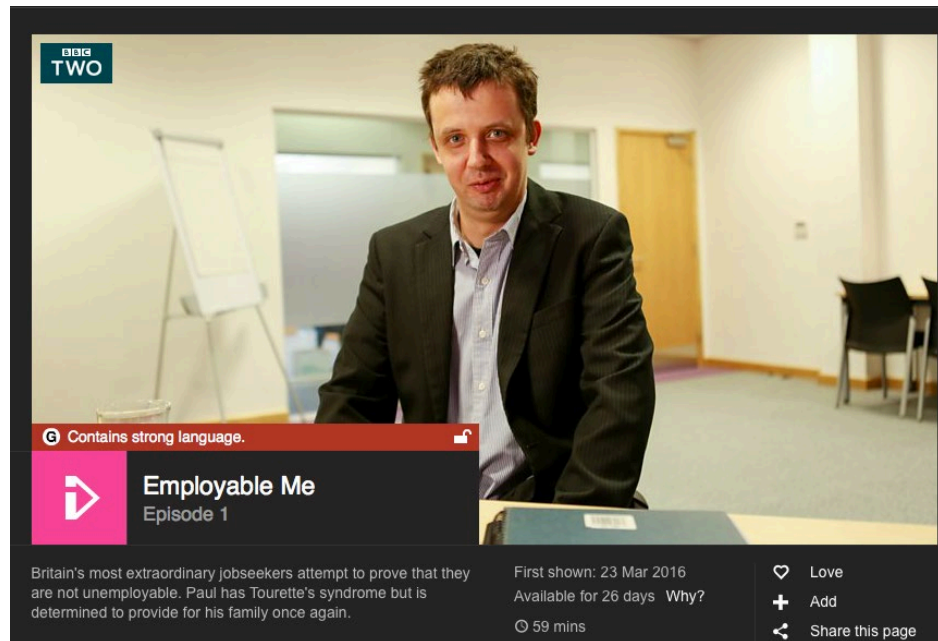 BBC
TWO
G Contains strong language.
Employable Me
Episode 1
Britain's most extraordinary jobseekers attempt to prove that they
are not unemployable. Paul has Tourette's syndrome but is
determined to provide for his family once again.
First shown: 23 Mar 2016
Available for 26 days Why?
59 mins
Love
Add
Share this page